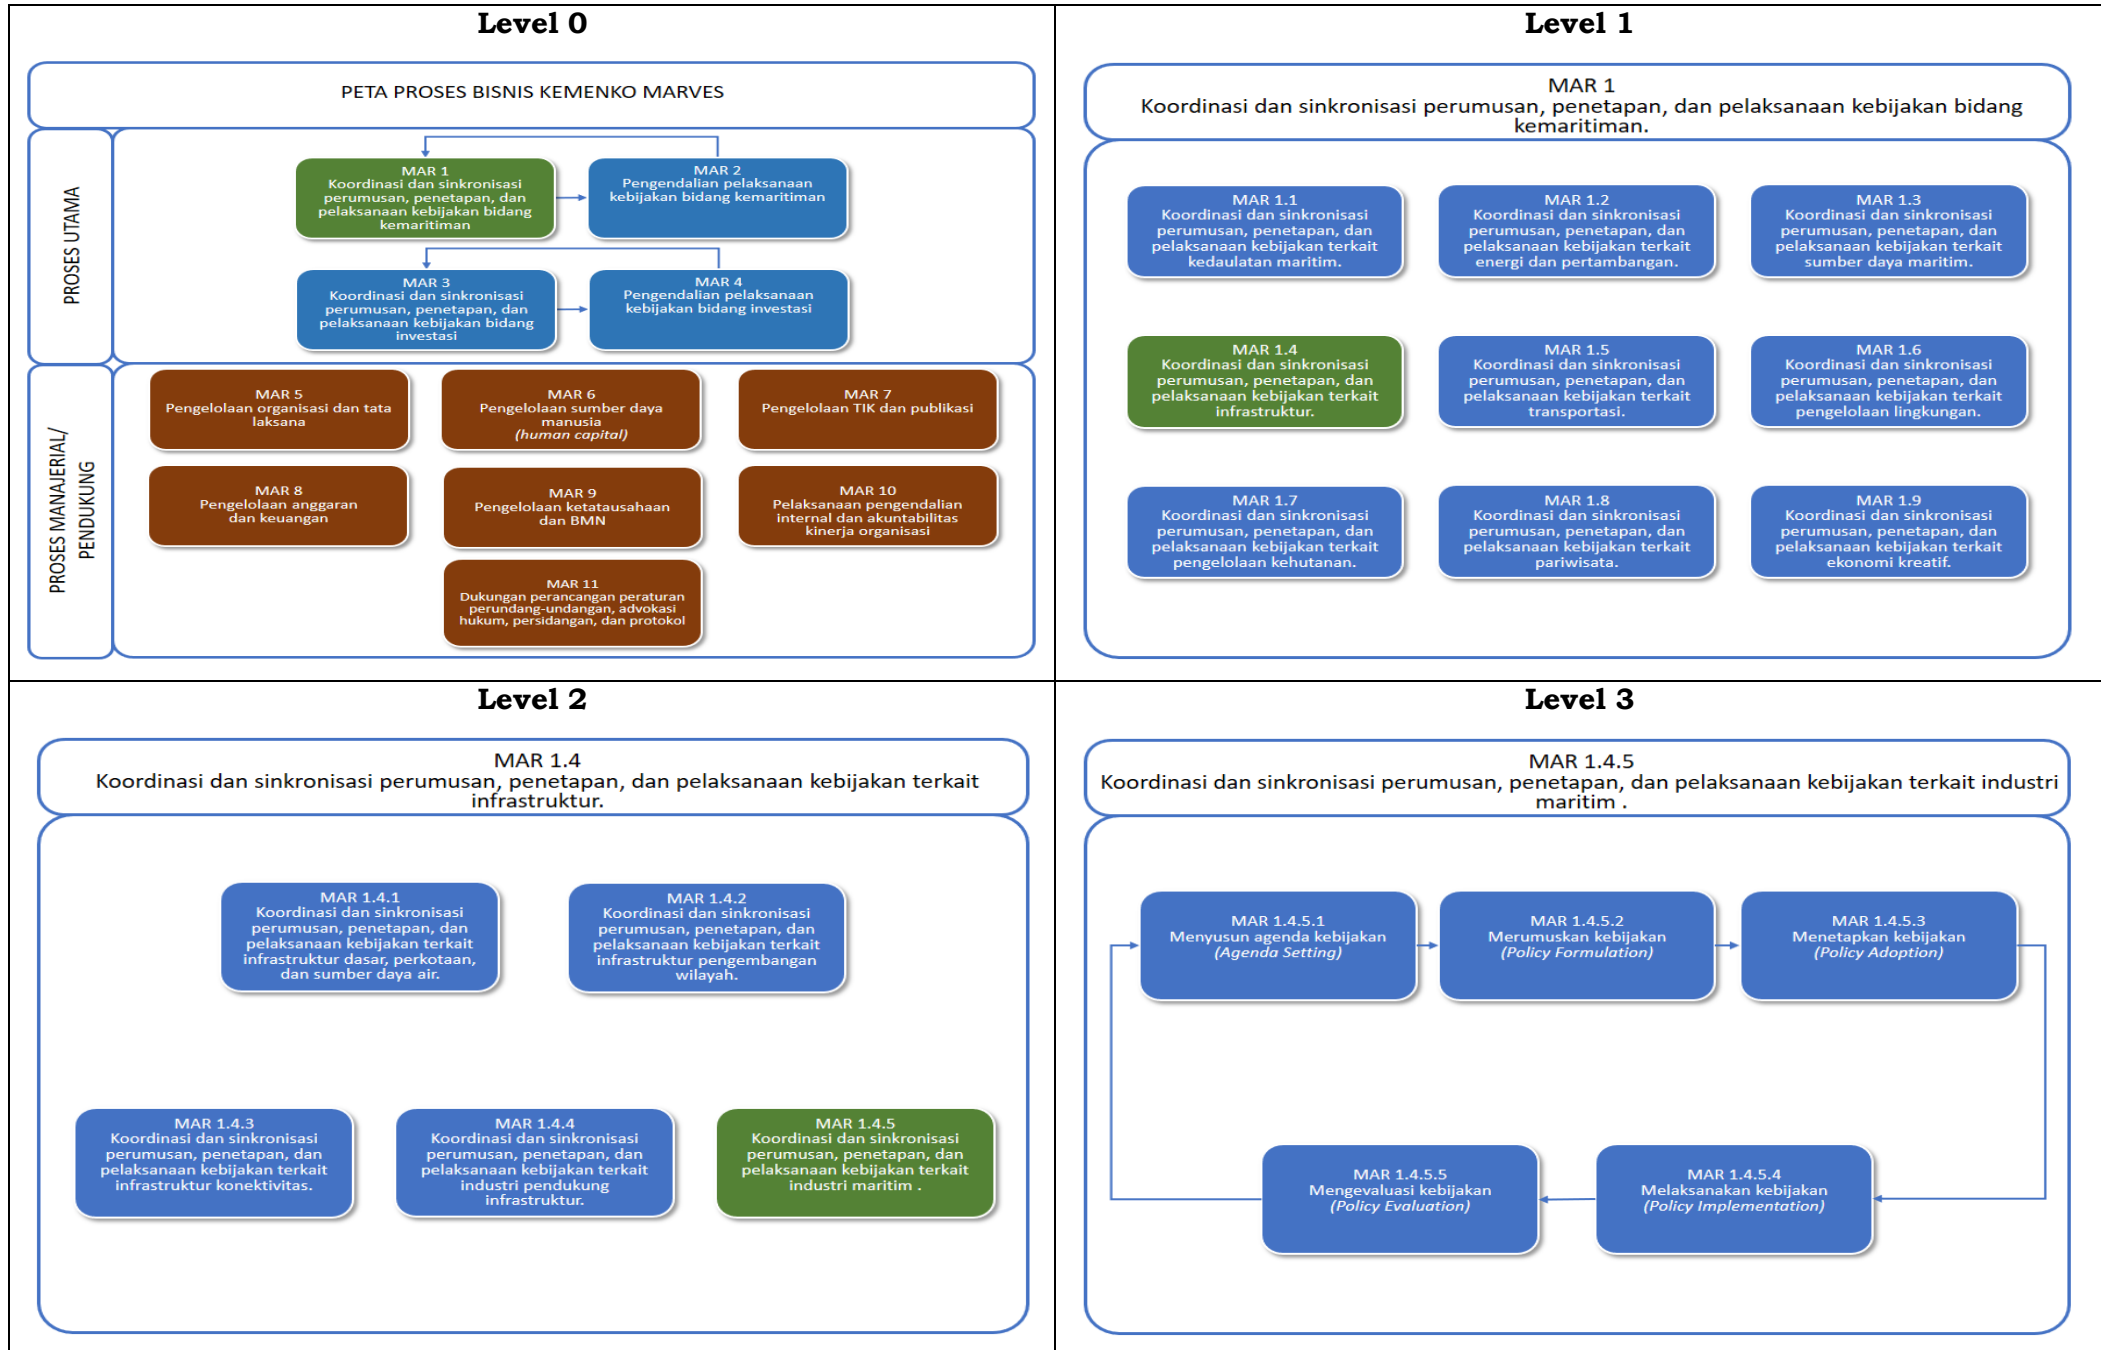 Level 0
PETA PROSES BISNIS KEMENKO MARVES
PROSES UTAMA
MAR 1
Koordinasi dan sinkronisasi
perumusan, penetapan, dan
pelaksanaan kebijakan bidang
kemaritiman
MAR 2
Pengendalian pelaksanaan
kebijakan bidang kemaritiman
MAR 3
Koordinasi dan sinkronisasi
perumusan, penetapan, dan
pelaksanaan kebijakan bidang
investasi
MAR 4
Pengendalian pelaksanaan
kebijakan bidang investasi
PROSES MANAJERIAL/
PENDUKUNG
MAR 5
Pengelolaan organisasi dan tata
laksana
MAR 6
Pengelolaan sumber daya
manusia
(human capital)
MAR 7
Pengelolaan TIK dan publikasi
MAR 8
Pengelolaan anggaran
dan keuangan
MAR 9
Pengelolaan ketatausahaan
dan BMN
MAR 10
Pelaksanaan pengendalian
internal dan akuntabilitas
kinerja organisasi
MAR 11
Dukungan perancangan peraturan
perundang-undangan, advokasi
hukum, persidangan, dan protokol
Level 1
MAR 1
Koordinasi dan sinkronisasi perumusan, penetapan, dan pelaksanaan kebijakan bidang
kemaritiman.
MAR 1.1
Koordinasi dan sinkronisasi
perumusan, penetapan, dan
pelaksanaan kebijakan terkait
kedaulatan maritim.
MAR 1.2
Koordinasi dan sinkronisasi
perumusan, penetapan, dan
pelaksanaan kebijakan terkait
energi dan pertambangan.
MAR 1.3
Koordinasi dan sinkronisasi
perumusan, penetapan, dan
pelaksanaan kebijakan terkait
sumber daya maritim.
MAR 1.4
Koordinasi dan sinkronisasi
perumusan, penetapan, dan
pelaksanaan kebijakan terkait
infrastruktur.
MAR 1.5
Koordinasi dan sinkronisasi
perumusan, penetapan, dan
pelaksanaan kebijakan terkait
transportasi.
MAR 1.6
Koordinasi dan sinkronisasi
perumusan, penetapan, dan
pelaksanaan kebijakan terkait
pengelolaan lingkungan.
MAR 1.7
Koordinasi dan sinkronisasi
perumusan, penetapan, dan
pelaksanaan kebijakan terkait
pengelolaan kehutanan.
MAR 1.8
Koordinasi dan sinkronisasi
perumusan, penetapan, dan
pelaksanaan kebijakan terkait
pariwisata.
MAR 1.9
Koordinasi dan sinkronisasi
perumusan, penetapan, dan
pelaksanaan kebijakan terkait
ekonomi kreatif.
Level 2
MAR 1.4
Koordinasi dan sinkronisasi perumusan, penetapan, dan pelaksanaan kebijakan terkait
infrastruktur.
MAR 1.4.1
Koordinasi dan sinkronisasi
perumusan, penetapan, dan
pelaksanaan kebijakan terkait
infrastruktur dasar, perkotaan,
dan sumber daya air.
MAR 1.4.2
Koordinasi dan sinkronisasi
perumusan, penetapan, dan
pelaksanaan kebijakan terkait
infrastruktur pengembangan
wilayah.
MAR 1.4.3
Koordinasi dan sinkronisasi
perumusan, penetapan, dan
pelaksanaan kebijakan terkait
infrastruktur konektivitas.
MAR 1.4.4
Koordinasi dan sinkronisasi
perumusan, penetapan, dan
pelaksanaan kebijakan terkait
industri pendukung
infrastruktur.
MAR 1.4.5
Koordinasi dan sinkronisasi
perumusan, penetapan, dan
pelaksanaan kebijakan terkait
industri maritim .
Level 3
MAR 1.4.5
Koordinasi dan sinkronisasi perumusan, penetapan, dan pelaksanaan kebijakan terkait industri
maritim .
MAR 1.4.5.1
Menyusun agenda kebijakan
(Agenda Setting)
MAR 1.4.5.2
Merumuskan kebijakan
(Policy Formulation)
MAR 1.4.5.3
Menetapkan kebijakan
(Policy Adoption)
MAR 1.4.5.5
Mengevaluasi kebijakan
(Policy Evaluation)
MAR 1.4.5.4
Melaksanakan kebijakan
(Policy Implementation)